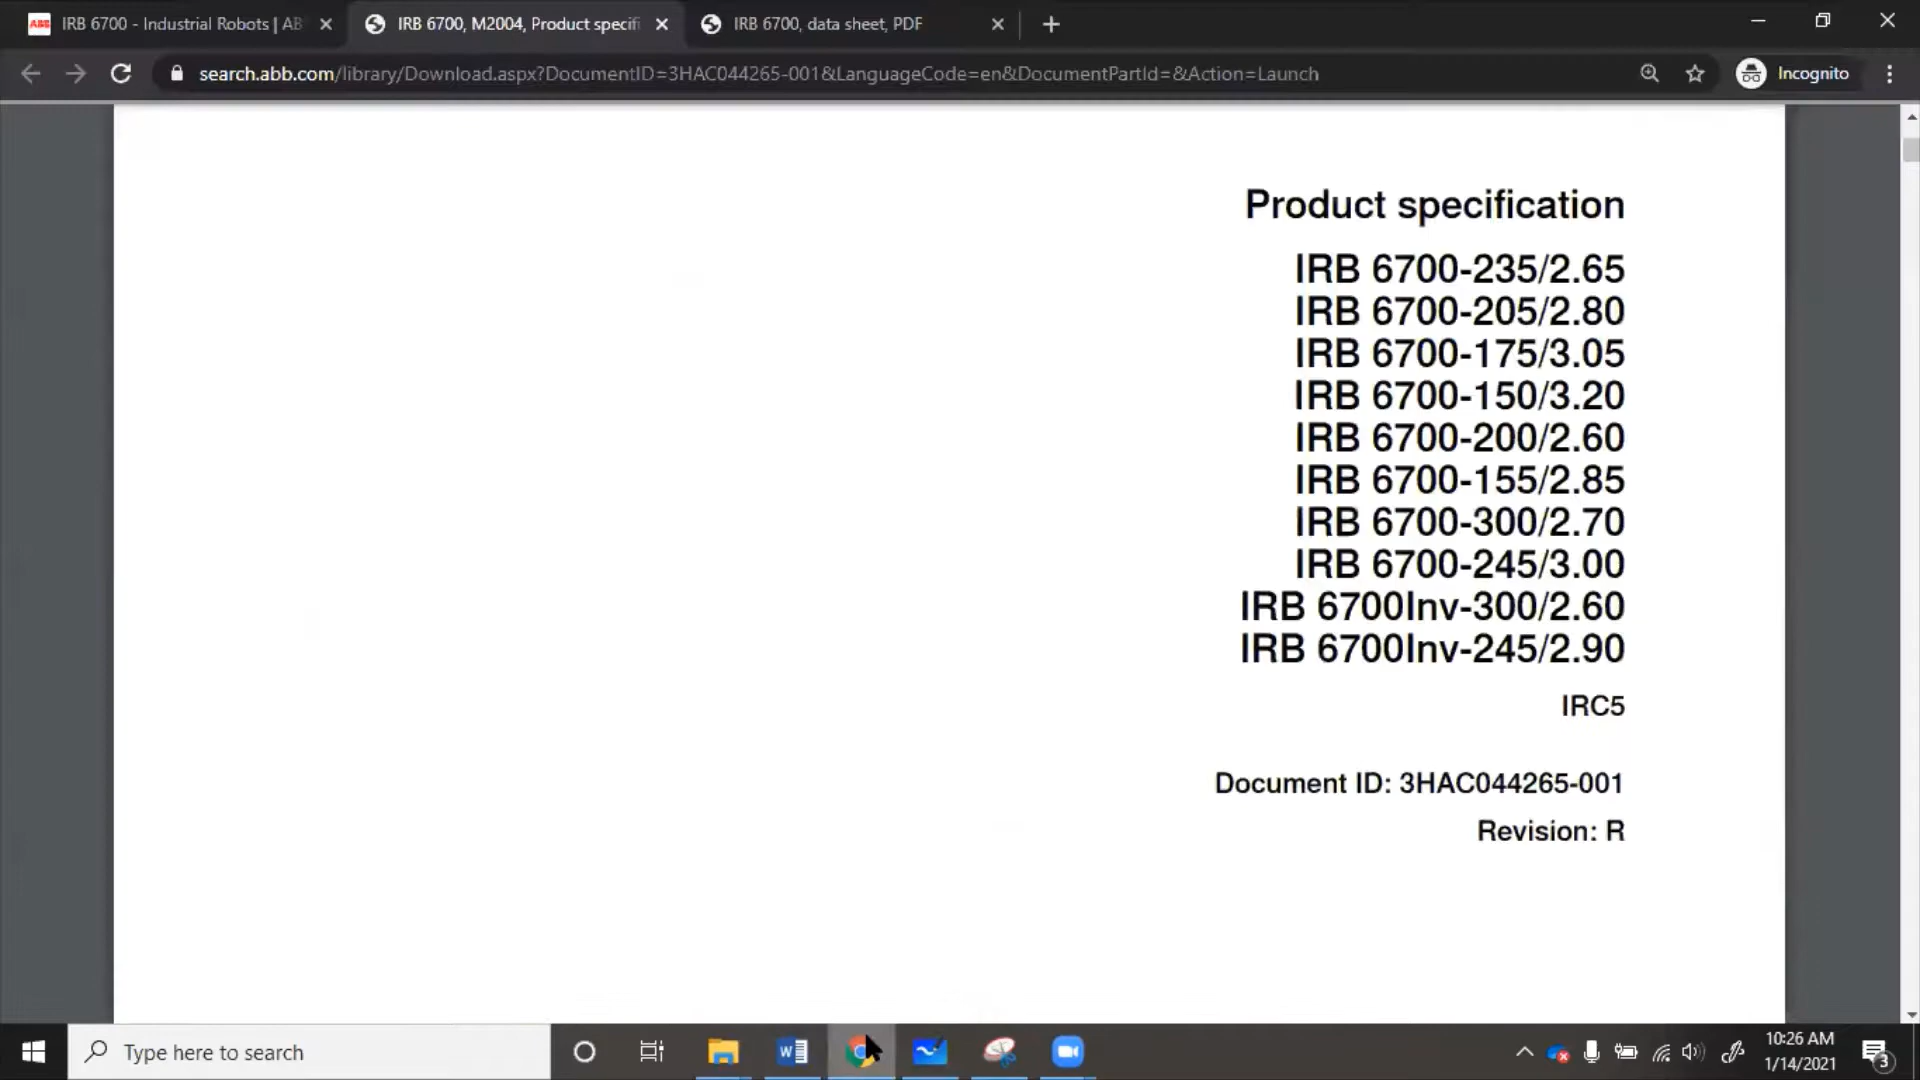 ABB IRB 6700 - Industrial Robots | AB
IRB 6700, M2004, Product specifi
IRB 6700, data sheet, PDF
search.abb.com/library/Download.aspx?DocumentID=3HAC044265-001&LanguageCode=en&DocumentPartId=&Action=Launch
Incognito
Product specification
IRB 6700-235/2.65
IRB 6700-205/2.80
IRB 6700-175/3.05
IRB 6700-150/3.20
IRB 6700-200/2.60
IRB 6700-155/2.85
IRB 6700-300/2.70
IRB 6700-245/3.00
IRB 6700Inv-300/2.60
IRB 6700Inv-245/2.90
IRC5
Document ID: 3HAC044265-001
Revision: R
Type here to search
10:26 AM
1/14/2021
3